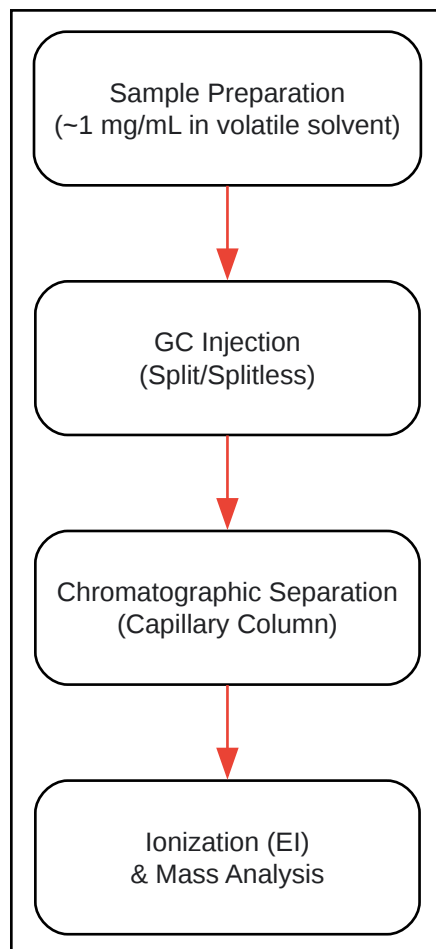 Sample Preparation
(~1 mg/mL in volatile solvent)
GC Injection
(Split/Splitless)
Chromatographic Separation
(Capillary Column)
Ionization (EI)
& Mass Analysis